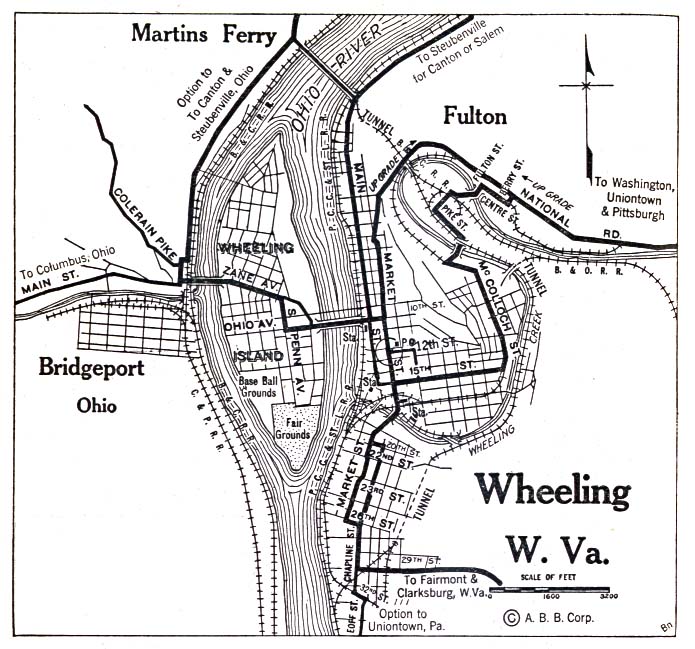 Martins Ferry
Option to
To Canton &
Steubenville, Ohio
B. & C. R. R.
OHIO RIVER
To Steubenville
for Canton or Salem
P. C. C. & ST. L. R. R.
TUNNEL
Fulton
UP GRADE
FULTON ST.
UP GRADE
CENTRE ST.
PIKE ST.
NATIONAL RD.
To Washington,
Uniontown
& Pittsburgh
B. & O. R. R.
COLERAIN PIKE
To Columbus, Ohio
MAIN ST.
WHEELING
ISLAND
ZANE AV.
OHIO AV.
S. PENN AV.
Base Ball
Grounds
Fair
Grounds
MAIN ST.
MARKET ST.
10TH ST.
P.O.
12th ST.
15TH ST.
McCOLLOCH ST.
TUNNEL
WHEELING CREEK
Sta.
Sta.
Sta.
Bridgeport
Ohio
B. & C. R. R.
C. & P. R. R.
P. C. C. & ST. L. R. R.
MARKET ST.
20TH ST.
22ND ST.
23RD ST.
26TH ST.
TUNNEL
CHAPLINE ST.
29TH ST.
32ND ST.
EOFF ST.
To Fairmont &
Clarksburg, W.Va.
Option to
Uniontown, Pa.
Wheeling
W. Va.
SCALE OF FEET
0 1600 3200
© A. B. B. Corp.
Bn